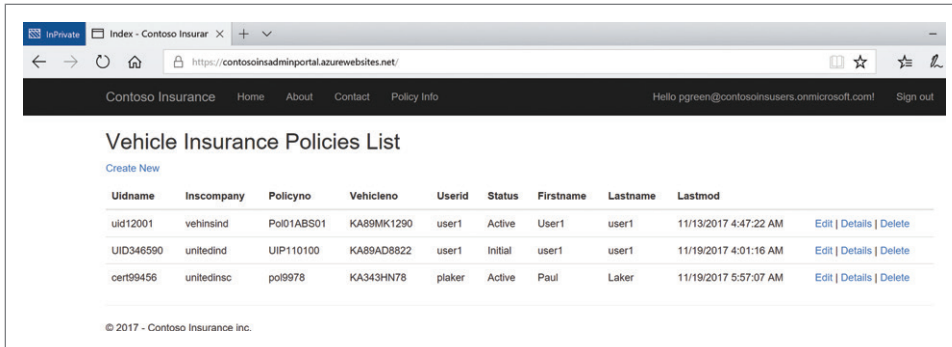 InPrivate Index - Contoso Insurar
https://contosoinsadminportal.azurewebsites.net/
Contoso Insurance Home About Contact Policy Info Hello pgreen@contosoinsusers.onmicrosoft.com! Sign out
Vehicle Insurance Policies List
Create New
Uidname Inscompany Policyno Vehicleno Userid Status Firstname Lastname Lastmod
uid12001 vehinsind Pol01ABS01 KA89MK1290 user1 Active User1 user1 11/13/2017 4:47:22 AM Edit | Details | Delete
UID346590 unitedind UIP110100 KA89AD8822 user1 Initial user1 user1 11/19/2017 4:01:16 AM Edit | Details | Delete
cert99456 unitedinsc pol9978 KA343HN78 plaker Active Paul Laker 11/19/2017 5:57:07 AM Edit | Details | Delete
© 2017 - Contoso Insurance inc.